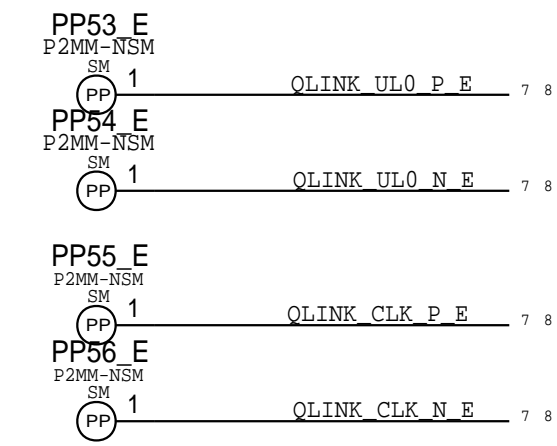 PP53_E
P2MM-NSM
SM
PP 1 QLINK_UL0_P_E 7 8
PP54_E
P2MM-NSM
SM
PP 1 QLINK_UL0_N_E 7 8
PP55_E
P2MM-NSM
SM
PP 1 QLINK_CLK_P_E 7 8
PP56_E
P2MM-NSM
SM
PP 1 QLINK_CLK_N_E 7 8